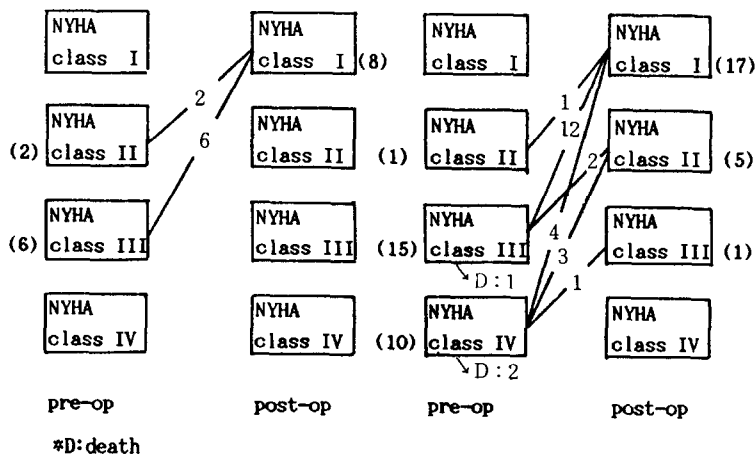 NYHA
class I
NYHA
class I (8)
NYHA
class I
NYHA
class I (17)
2
6
1
12
(2) NYHA
class II
NYHA
class II
(1) NYHA
class II
2
NYHA
class II (5)
(6) NYHA
class III
NYHA
class III
(15) NYHA
class III
D : 1
4
3
1
NYHA
class III (1)
NYHA
class IV
NYHA
class IV
(10) NYHA
class IV
D : 2
NYHA
class IV
pre-op post-op pre-op post-op
*D:death